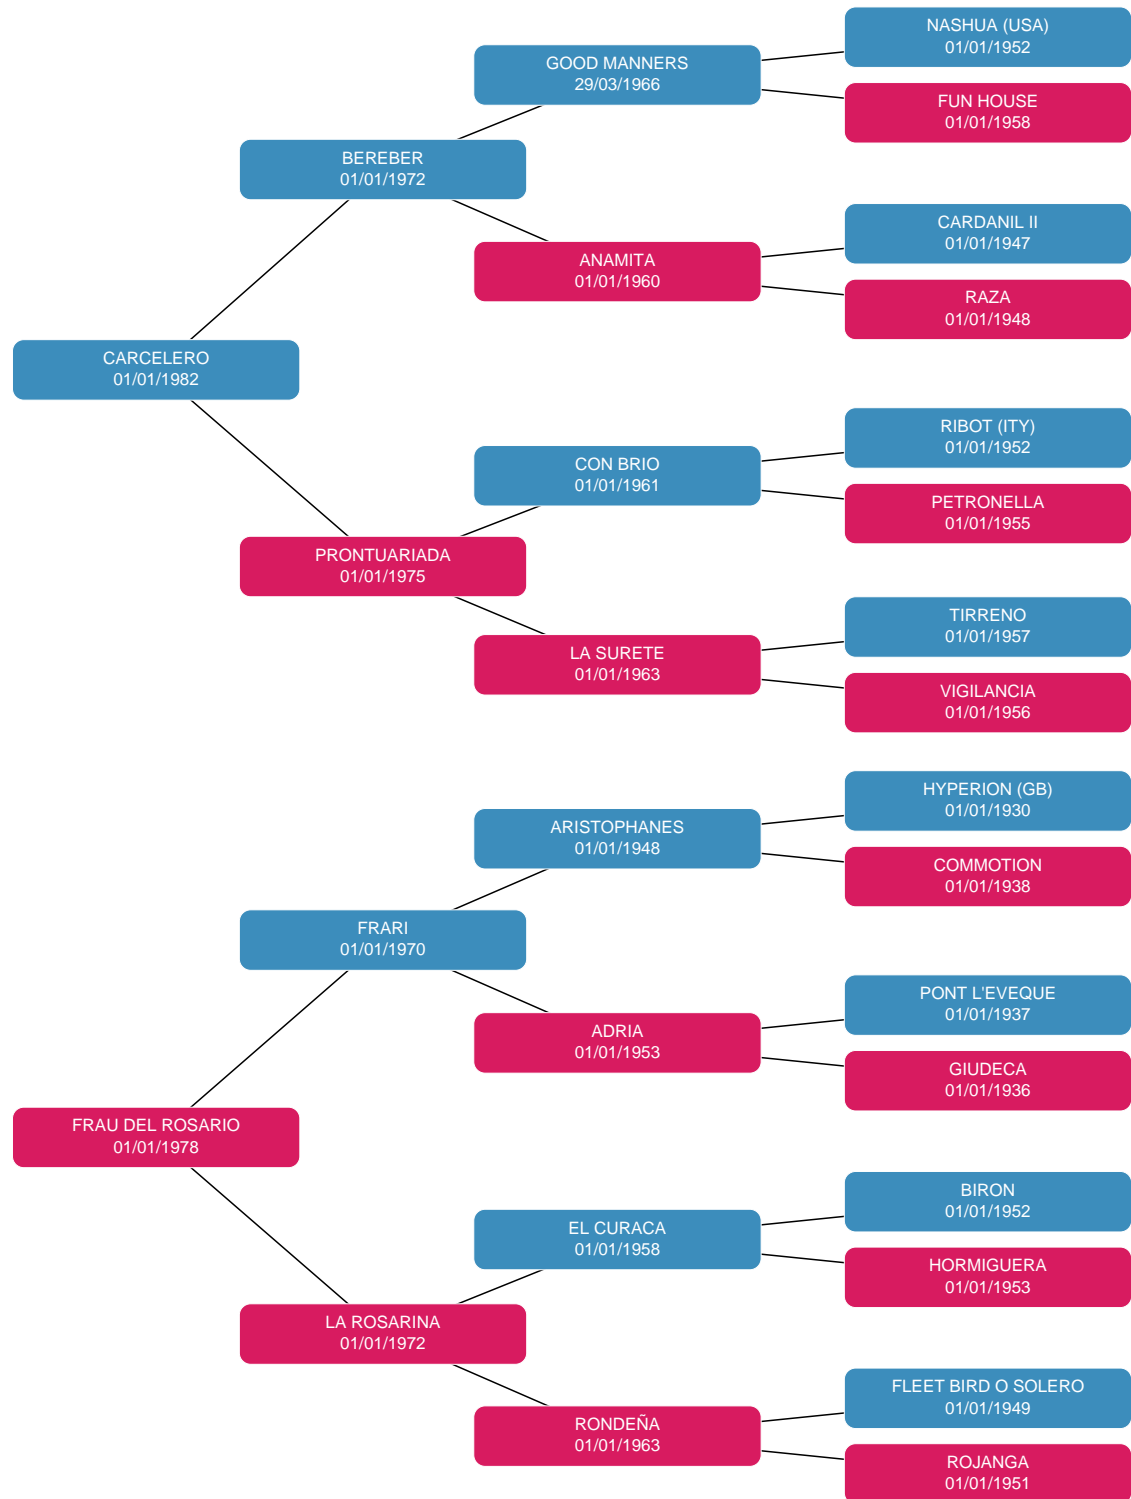 NASHUA (USA)
01/01/1952
GOOD MANNERS
29/03/1966
FUN HOUSE
01/01/1958
BEREBER
01/01/1972
CARDANIL II
01/01/1947
ANAMITA
01/01/1960
RAZA
01/01/1948
CARCELERO
01/01/1982
RIBOT (ITY)
01/01/1952
CON BRIO
01/01/1961
PETRONELLA
01/01/1955
PRONTUARIADA
01/01/1975
TIRRENO
01/01/1957
LA SURETE
01/01/1963
VIGILANCIA
01/01/1956
HYPERION (GB)
01/01/1930
ARISTOPHANES
01/01/1948
COMMOTION
01/01/1938
FRARI
01/01/1970
PONT L'EVEQUE
01/01/1937
ADRIA
01/01/1953
GIUDECA
01/01/1936
FRAU DEL ROSARIO
01/01/1978
BIRON
01/01/1952
EL CURACA
01/01/1958
HORMIGUERA
01/01/1953
LA ROSARINA
01/01/1972
FLEET BIRD O SOLERO
01/01/1949
RONDEÑA
01/01/1963
ROJANGA
01/01/1951